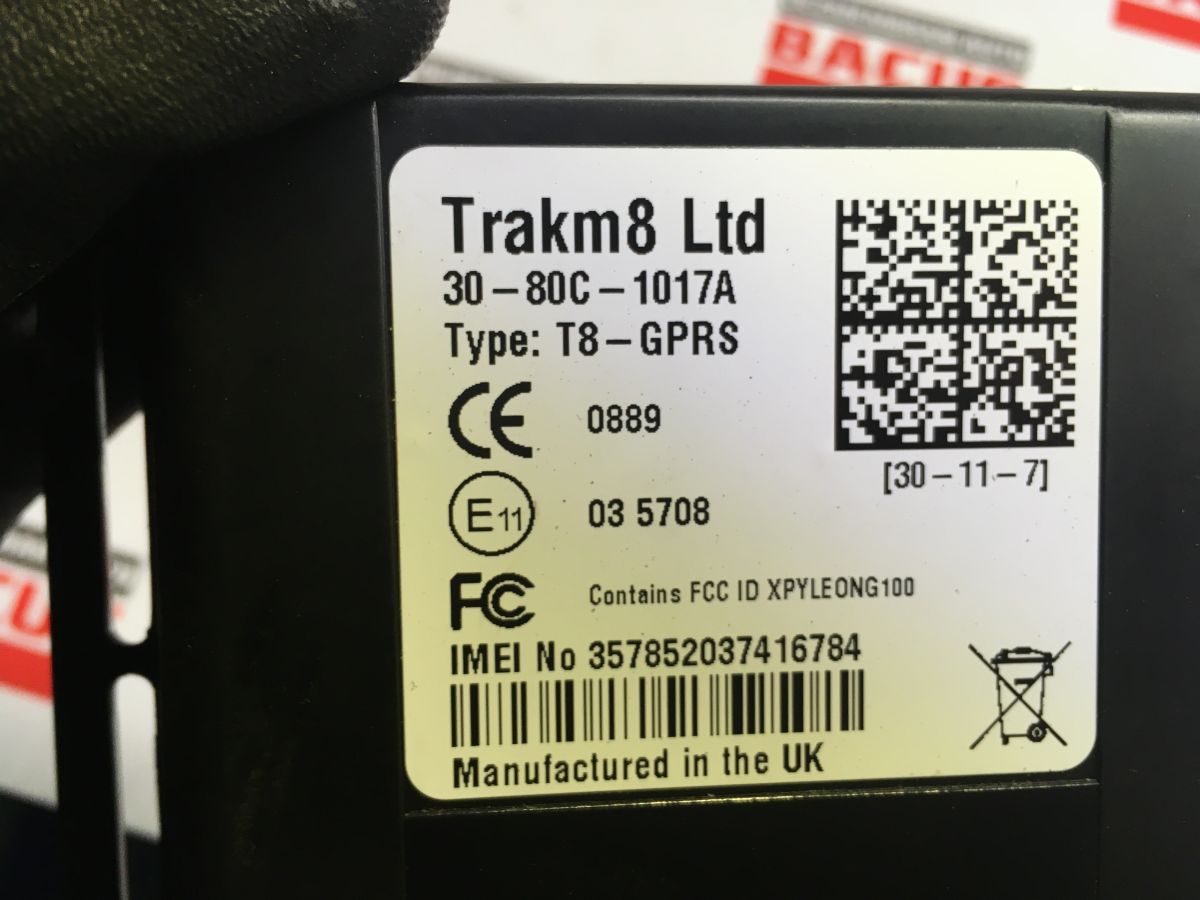 BACUS
Trakm8 Ltd
30-80C-1017A
Type: T8-GPRS
CE 0889
[30-11-7]
E11 03 5708
FC Contains FCC ID XPYLEONG100
IMEI No 357852037416784
Manufactured in the UK